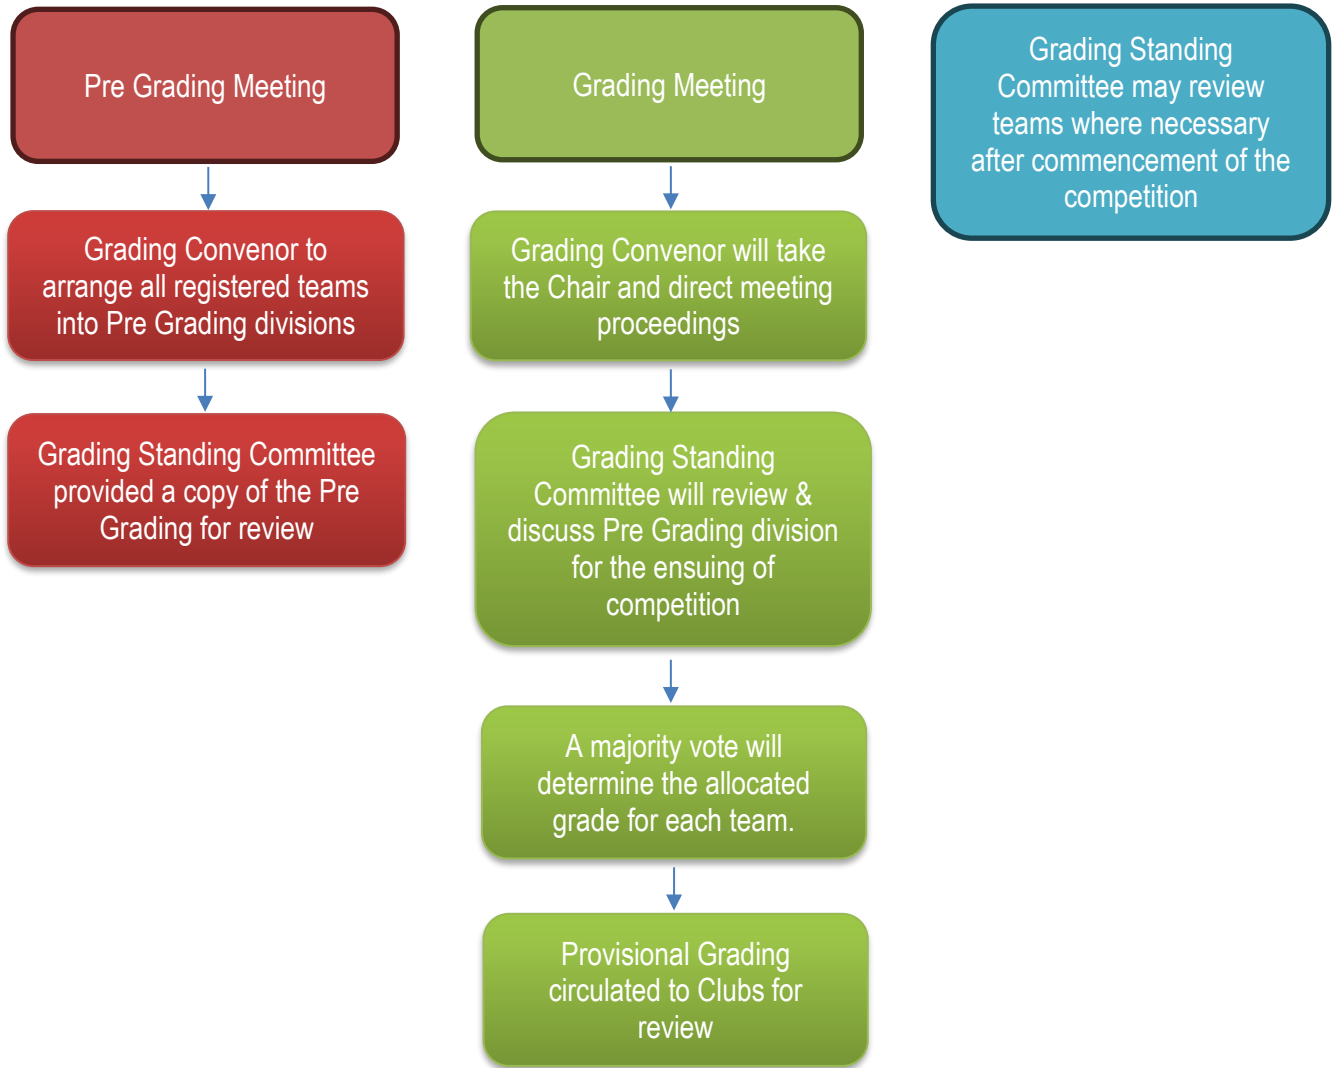 Pre Grading Meeting
Grading Convenor to
arrange all registered teams
into Pre Grading divisions
Grading Standing Committee
provided a copy of the Pre
Grading for review
Grading Meeting
Grading Convenor will take
the Chair and direct meeting
proceedings
Grading Standing
Committee will review &
discuss Pre Grading division
for the ensuing of
competition
A majority vote will
determine the allocated
grade for each team.
Provisional Grading
circulated to Clubs for
review
Grading Standing
Committee may review
teams where necessary
after commencement of the
competition